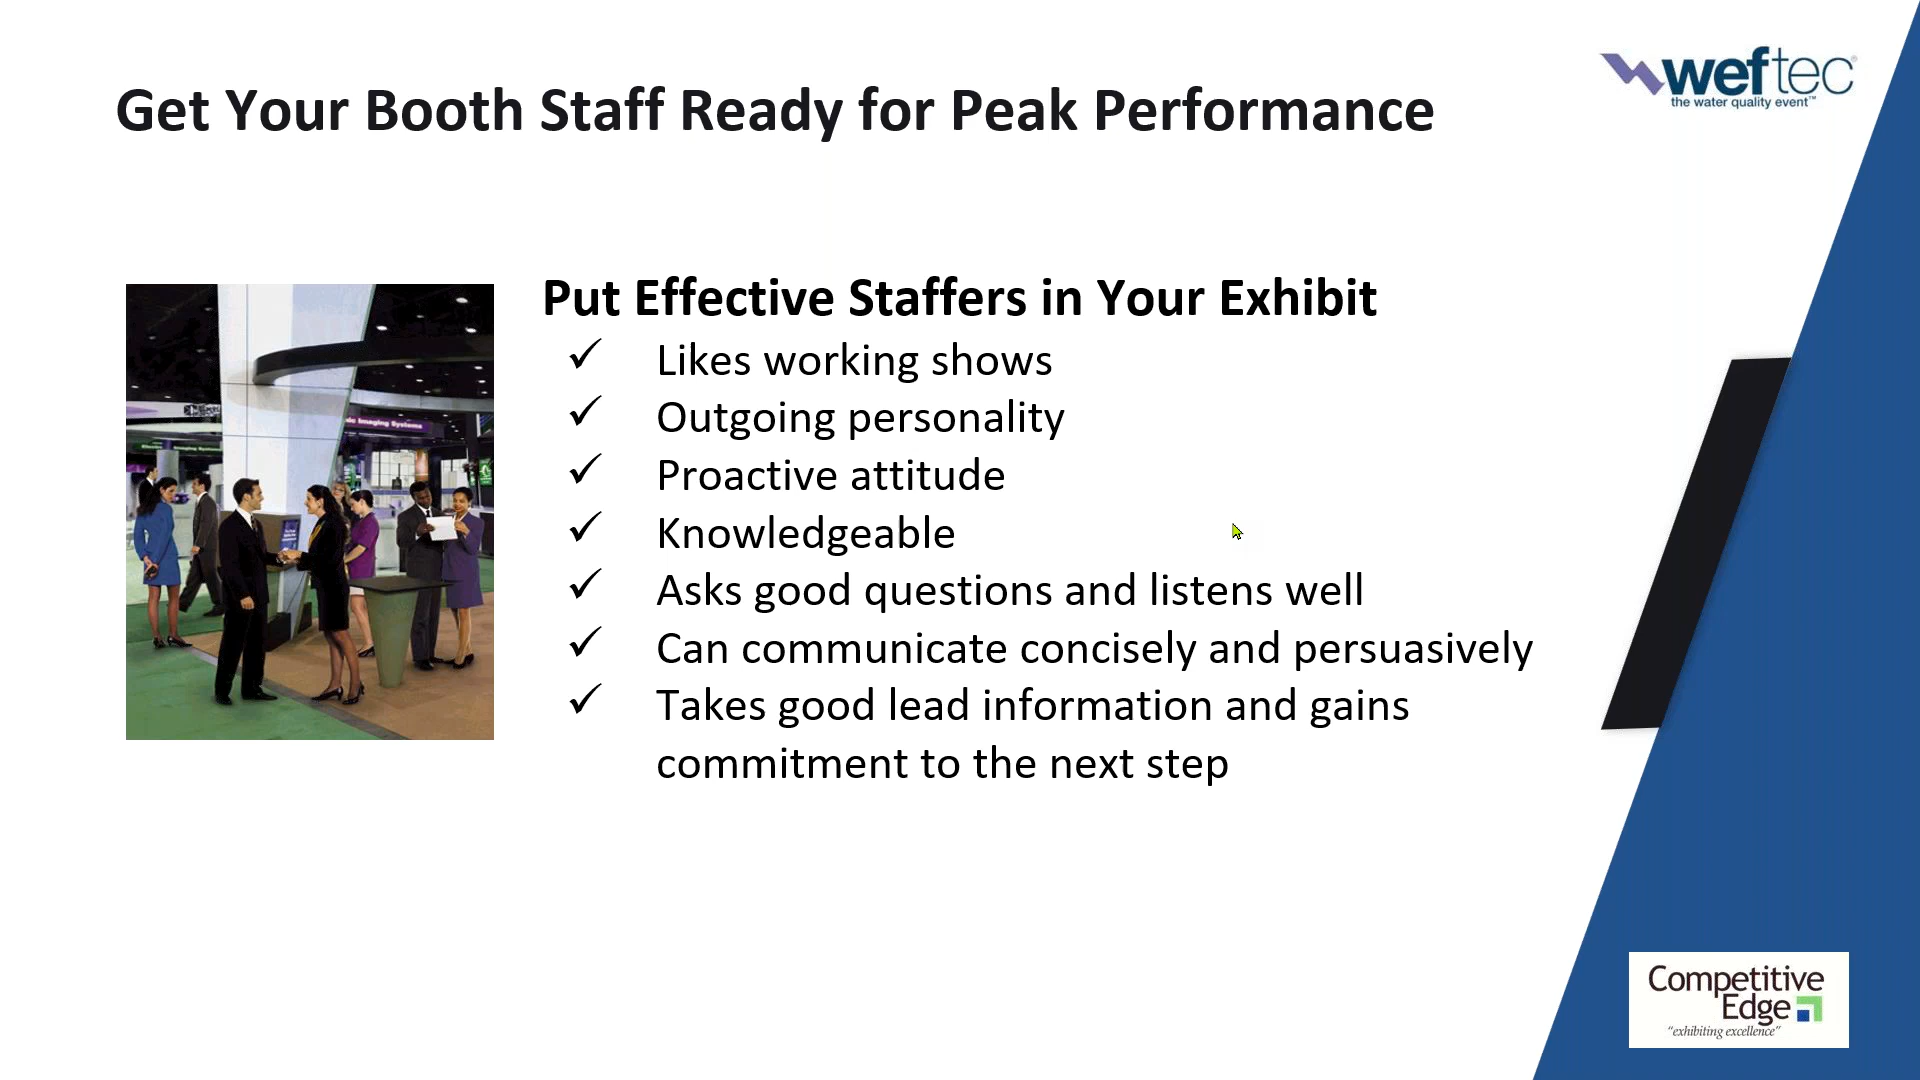 weftec
the water quality event™
Get Your Booth Staff Ready for Peak Performance
Put Effective Staffers in Your Exhibit
✓ Likes working shows
✓ Outgoing personality
✓ Proactive attitude
✓ Knowledgeable
✓ Asks good questions and listens well
✓ Can communicate concisely and persuasively
✓ Takes good lead information and gains
commitment to the next step
Imaging Systems
Competitive
Edge
"exhibiting excellence"